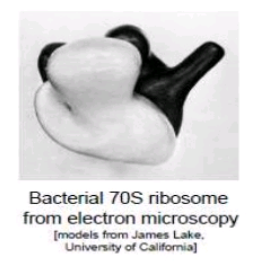 Bacterial 70S ribosome
from electron microscopy
[models from James Lake,
University of California]